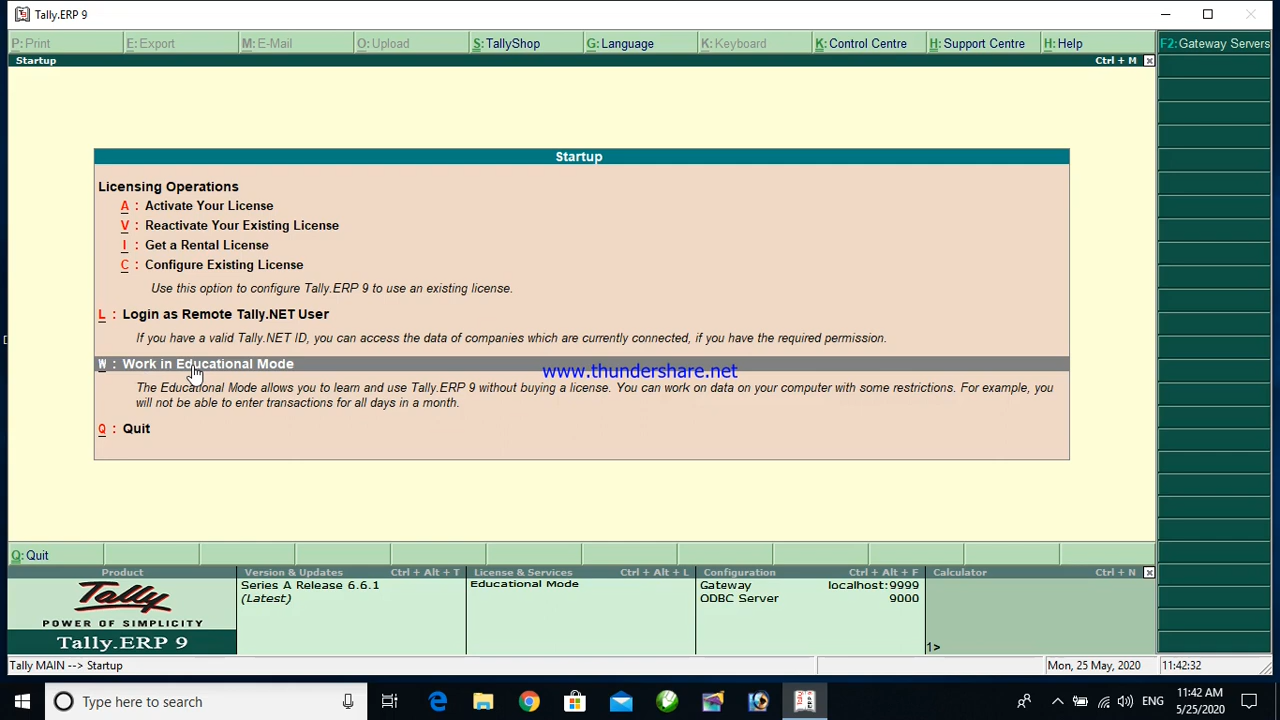 Tally.ERP 9
P: Print E: Export M: E-Mail O: Upload S: TallyShop G: Language K: Keyboard K: Control Centre H: Support Centre H: Help F2: Gateway Servers
Startup Ctrl + M
Startup
Licensing Operations
A : Activate Your License
V : Reactivate Your Existing License
I : Get a Rental License
C : Configure Existing License
Use this option to configure Tally.ERP 9 to use an existing license.
L : Login as Remote Tally.NET User
If you have a valid Tally.NET ID, you can access the data of companies which are currently connected, if you have the required permission.
W : Work in Educational Mode
www.thundershare.net
The Educational Mode allows you to learn and use Tally.ERP 9 without buying a license. You can work on data on your computer with some restrictions. For example, you
will not be able to enter transactions for all days in a month.
Q : Quit
Q: Quit
Product Version & Updates Ctrl + Alt + T License & Services Ctrl + Alt + L Configuration Ctrl + Alt + F Calculator Ctrl + N
Tally
POWER OF SIMPLICITY
Tally.ERP 9
Series A Release 6.6.1
(Latest)
Educational Mode
Gateway localhost:9999
ODBC Server 9000
1>
Tally MAIN --> Startup Mon, 25 May, 2020 11:42:32
Type here to search ENG 11:42 AM
5/25/2020